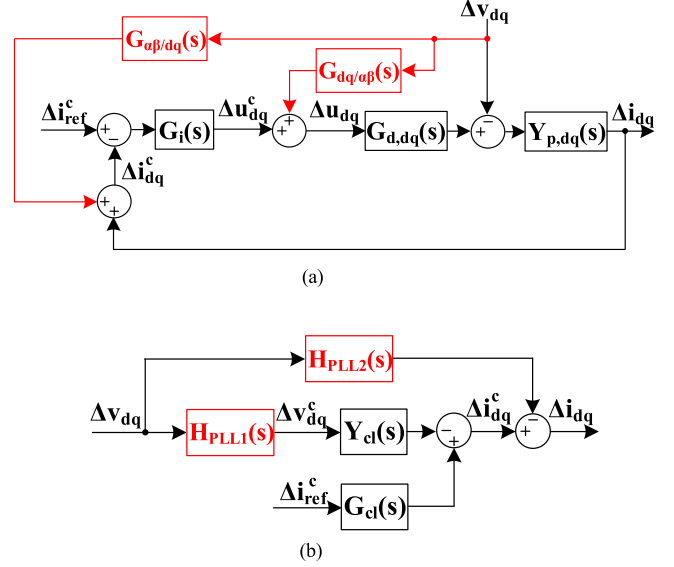 Δv_dq
G_αβ/dq(s)
G_dq/αβ(s)
Δi^c_ref
G_i(s)
Δu^c_dq
Δu_dq
G_d,dq(s)
Y_p,dq(s)
Δi_dq
Δi^c_dq
(a)
H_PLL2(s)
Δv_dq
H_PLL1(s)
Δv^c_dq
Y_cl(s)
Δi^c_dq
Δi_dq
Δi^c_ref
G_cl(s)
(b)